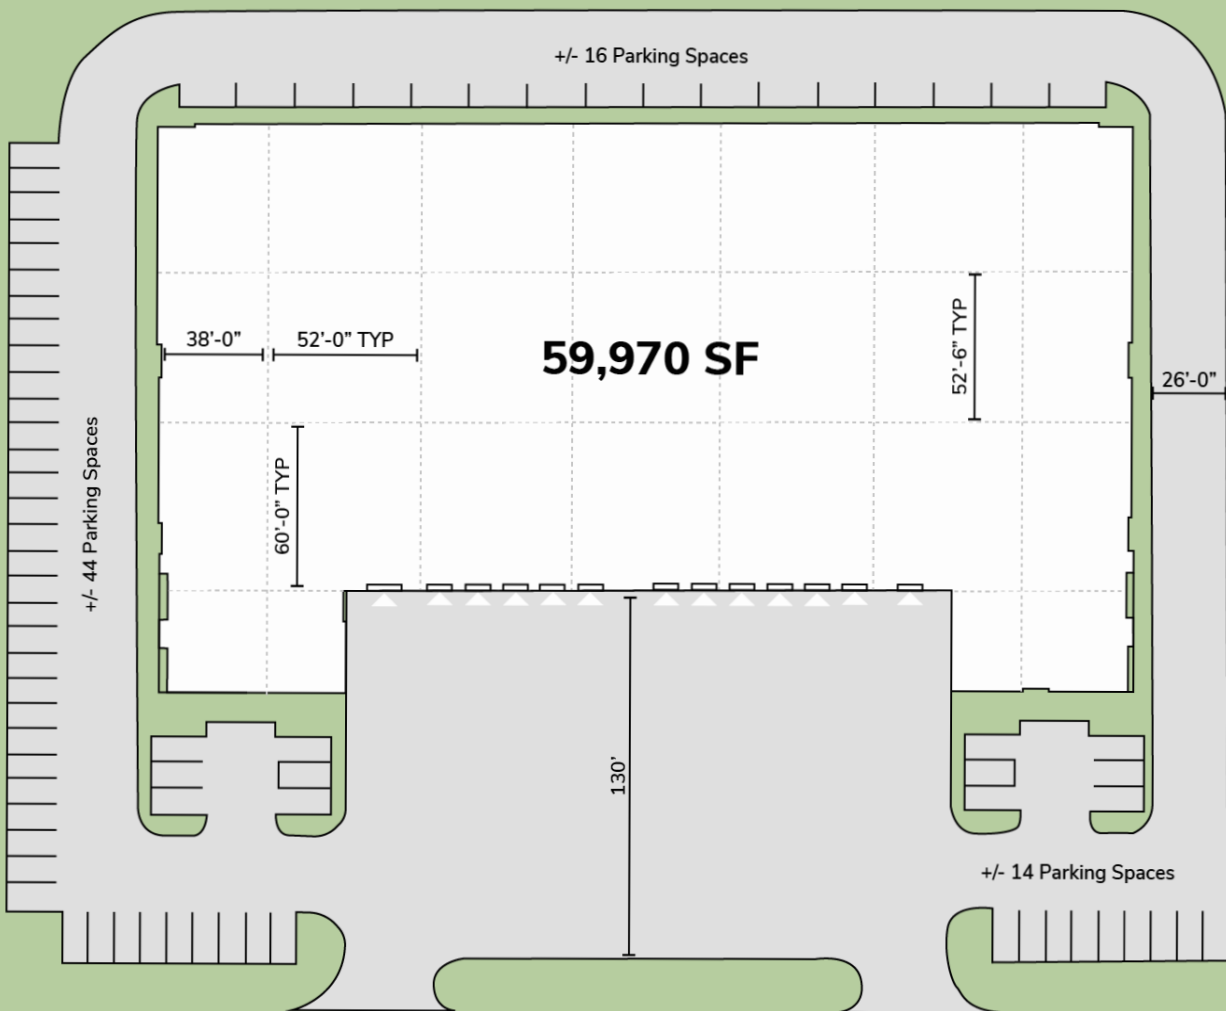 +/- 16 Parking Spaces
38'-0"
52'-0" TYP
59,970 SF
52'-6" TYP
26'-0"
+/- 44 Parking Spaces
60'-0" TYP
130'
+/- 14 Parking Spaces